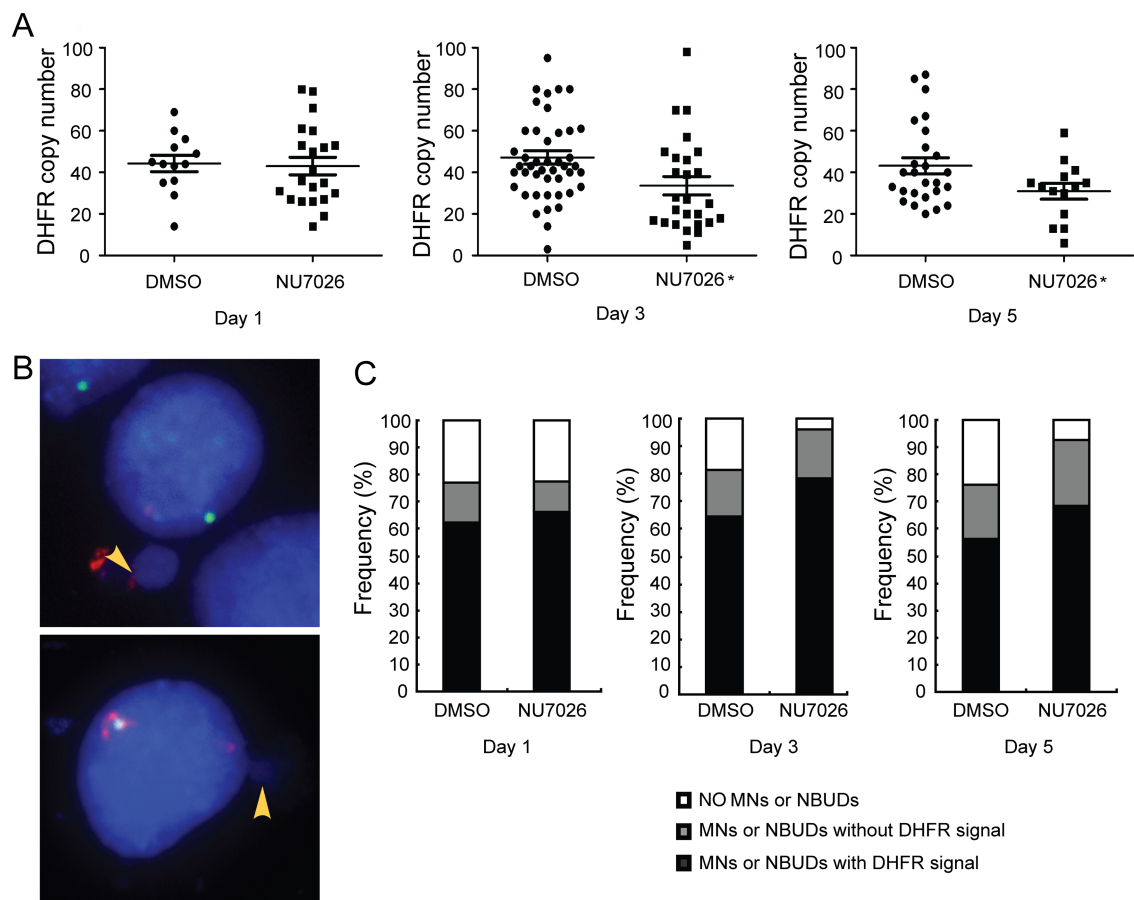 A
DHFR copy number
100
80
60
40
20
0
DMSO
NU7026
Day 1
DHFR copy number
100
80
60
40
20
0
DMSO
NU7026*
Day 3
DHFR copy number
100
80
60
40
20
0
DMSO
NU7026*
Day 5
B
C
Frequency (%)
100
90
80
70
60
50
40
30
20
10
0
DMSO
NU7026
Day 1
Frequency (%)
100
90
80
70
60
50
40
30
20
10
0
DMSO
NU7026
Day 3
Frequency (%)
100
90
80
70
60
50
40
30
20
10
0
DMSO
NU7026
Day 5
NO MNs or NBUDs
MNs or NBUDs without DHFR signal
MNs or NBUDs with DHFR signal